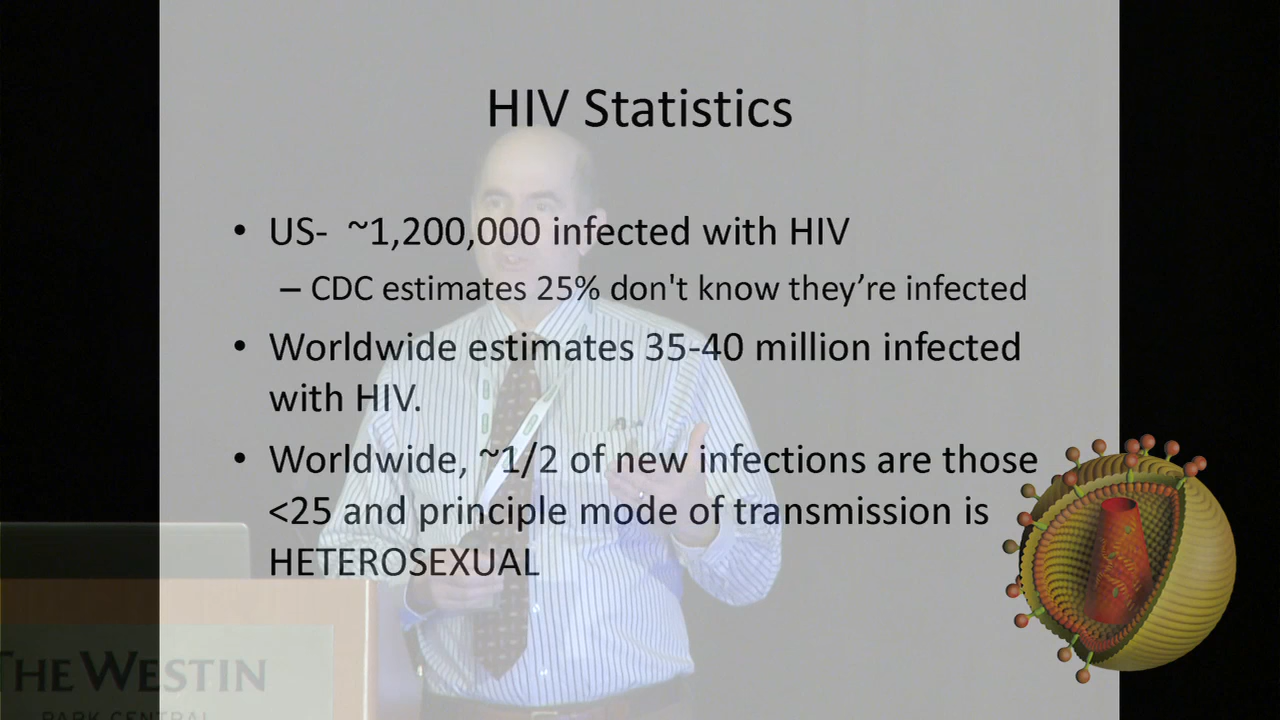 HIV Statistics
• US-  ~1,200,000 infected with HIV
– CDC estimates 25% don't know they’re infected
• Worldwide estimates 35-40 million infected
with HIV.
• Worldwide, ~1/2 of new infections are those
<25 and principle mode of transmission is
HETEROSEXUAL
THE WESTIN
PARK CENTRAL